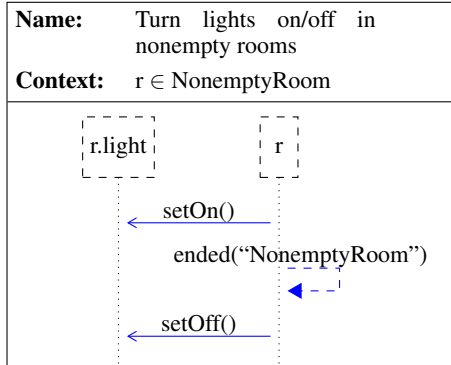 Name: Turn lights on/off in
nonempty rooms
Context: r ∈ NonemptyRoom
r.light r
setOn()
ended(“NonemptyRoom”)
setOff()